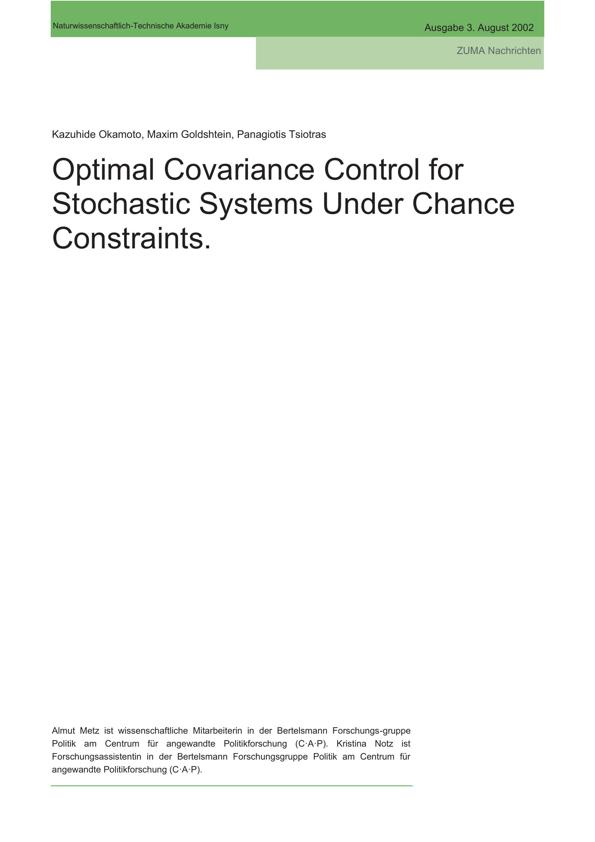 Naturwissenschaftlich-Technische Akademie Isny
Ausgabe 3. August 2002
ZUMA Nachrichten
Kazuhide Okamoto, Maxim Goldshtein, Panagiotis Tsiotras
Optimal Covariance Control for
Stochastic Systems Under Chance
Constraints.
Almut Metz ist wissenschaftliche Mitarbeiterin in der Bertelsmann Forschungs-gruppe
Politik am Centrum für angewandte Politikforschung (C·A·P). Kristina Notz ist
Forschungsassistentin in der Bertelsmann Forschungsgruppe Politik am Centrum für
angewandte Politikforschung (C·A·P).